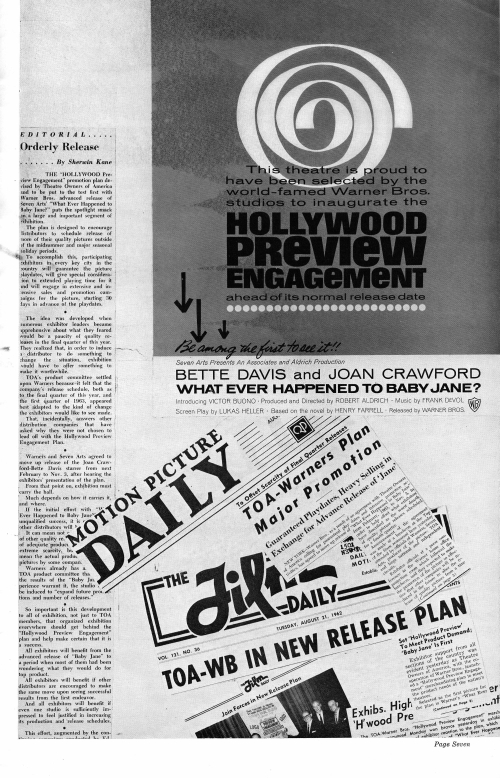 EDITORIAL.....
Orderly Release
....... By Sherwin Kane
THE "HOLLYWOOD Pre-
view Engagement" promotion plan de-
vised by Theatre Owners of America
and to be put to the test first with
Warner Bros. advanced release of
Seven Arts' "What Ever Happened to
Baby Jane?" puts the spotlight smack
on a large and important segment of
exhibition.
The plan is designed to encourage
distributors to schedule release of
more of their quality pictures outside
of the midsummer and major seasonal
holiday periods.
To accomplish this, participating
exhibitors in every key city in the
country will guarantee the picture
playdates, will give special considera-
tion to extended playing time for it
and will engage in extensive and in-
tensive sales and promotion cam-
paigns for the picture, starting 30
days in advance of the playdates.
•
The idea was developed when
numerous exhibitor leaders became
apprehensive about what they feared
would be a paucity of quality re-
leases in the final quarter of this year.
They realized that, in order to induce
a distributor to do something to
change the situation, exhibition
would have to offer something to
make it worthwhile.
TOA's product committee settled
upon Warners because it felt that the
company's release schedule, both as
to the final quarter of this year, and
the first quarter of 1963, appeared
best adapted to the kind of change
the exhibitors would like to see made.
That, incidentally, answers other
distribution companies that have
asked why they were not chosen to
lead off with the Hollywood Preview
Engagement Plan.
•
Warners and Seven Arts agreed to
move up release of the Joan Craw-
ford-Bette Davis starrer from next
February to Nov. 3, after hearing the
exhibitors' presentation of the plan.
From that point on, exhibition must
carry the ball.
Much depends on how it carries it,
and where.
If the initial effort with
Ever Happened to Baby Jane
unqualified success, it is
other distributors will
It can mean not
of other quality re
of adequate product
extreme scarcity,
mean the actual produc
pictures by some compani
Warners already has a
TOA product committee that
the results of the "Baby Ja
perience warrant it, the studio
be induced to "expand future pro
tion and number of releases."
•
So important is this development
to all of exhibition, not just to TOA
members, that organized exhibition
everywhere should get behind the
"Hollywood Preview Engagement"
plan and help make certain that it is
a success.
All exhibitors will benefit from the
advanced release of "Baby Jane" to
a period when most of them had been
wondering what they would do for
top product.
All exhibitors will benefit if other
distributors are encouraged to make
the same move upon seeing successful
results from the first endeavor.
And all exhibitors will benefit if
even one studio is sufficiently im-
pressed to feel justified in increasing
its production and release schedules.
•
This effort, augmented by the con-
This theatre is proud to
have been selected by the
world-famed Warner Bros.
studios to inaugurate the
HOLLYWOOD
PREVIEW
ENGAGEMENT
ahead of its normal release date
Be among the first to see it!!
Seven Arts Presents An Associates and Aldrich Production
BETTE DAVIS and JOAN CRAWFORD
WHAT EVER HAPPENED TO BABY JANE?
Introducing VICTOR BUONO • Produced and Directed by ROBERT ALDRICH • Music by FRANK DEVOL
Screen Play by LUKAS HELLER • Based on the novel by HENRY FARRELL • Released by WARNER BROS.
MOTION PICTURE
DAILY
QP
To Offset Scarcity of Final Quarter Releases
TOA-Warners Plan
Major Promotion
Guaranteed Playdates, Heavy Selling in
Exchange for Advance Release of 'Jane'
THE Film DAILY
VOL. 121, NO. 36
TUESDAY, AUGUST 21, 1962
TOA-WB IN NEW RELEASE PLAN
Set 'Hollywood Preview'
To Meet Product Demand;
'Baby Jane' Is First
Join Forces in New Release Plan
Exhibs. High
'H'wood Pre
Page Seven